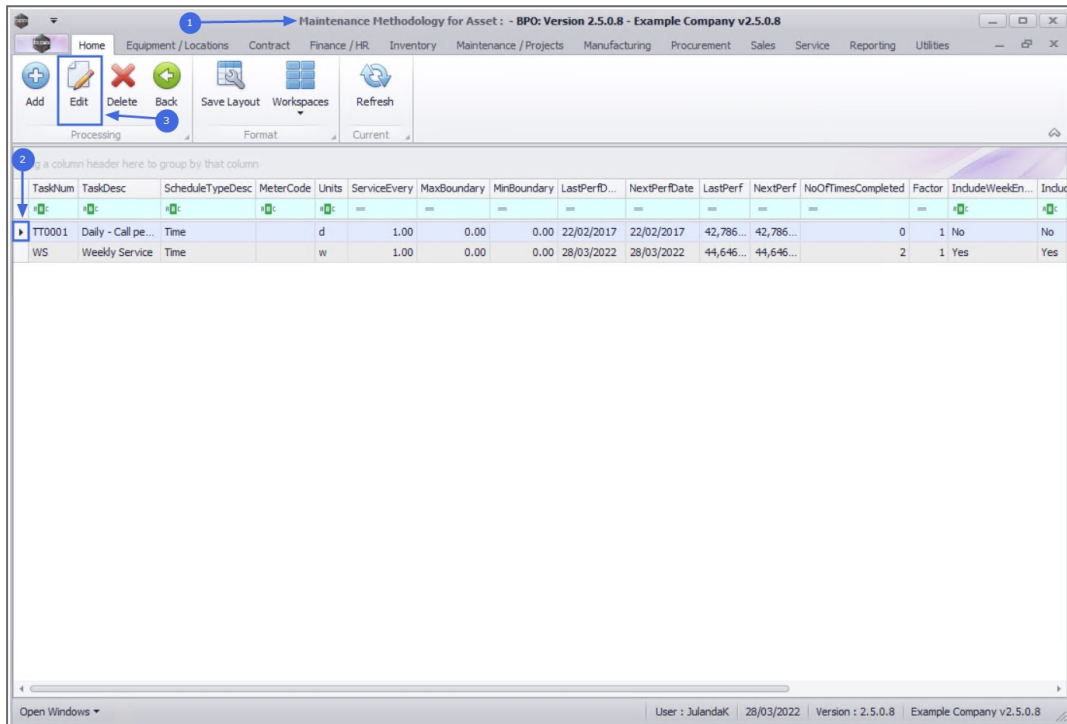 1
Maintenance Methodology for Asset : - BPO: Version 2.5.0.8 - Example Company v2.5.0.8
Home Equipment / Locations Contract Finance / HR Inventory Maintenance / Projects Manufacturing Procurement Sales Service Reporting Utilities
Add Edit Delete Back Save Layout Workspaces Refresh
3
Processing Format Current
2
a column header here to group by that column
TaskNum TaskDesc ScheduleTypeDesc MeterCode Units ServiceEvery MaxBoundary MinBoundary LastPerfD... NextPerfDate LastPerf NextPerf NoOfTimesCompleted Factor IncludeWeekEn... Includ
TT0001 Daily - Call pe... Time d 1.00 0.00 0.00 22/02/2017 22/02/2017 42,786... 42,786... 0 1 No No
WS Weekly Service Time w 1.00 0.00 0.00 28/03/2022 28/03/2022 44,646... 44,646... 2 1 Yes Yes
Open Windows User : JulandaK 28/03/2022 Version : 2.5.0.8 Example Company v2.5.0.8